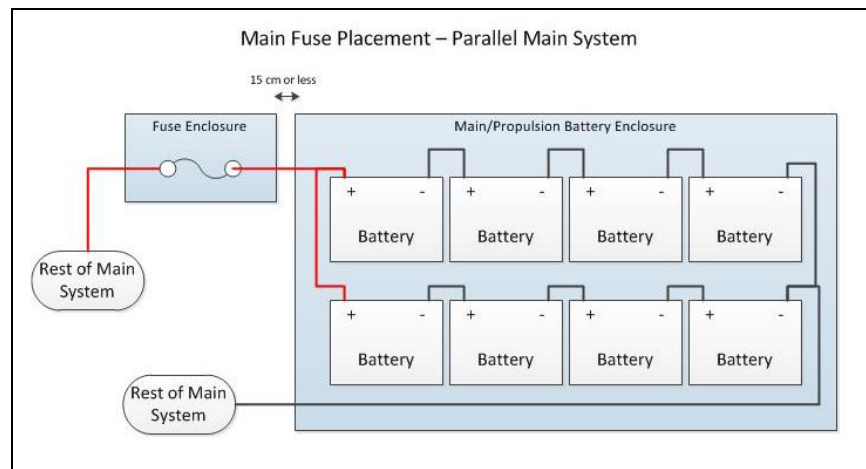 Main Fuse Placement – Parallel Main System
15 cm or less
Fuse Enclosure
Main/Propulsion Battery Enclosure
+ - + - + - + -
Battery Battery Battery Battery
Rest of Main
System
+ - + - + - + -
Battery Battery Battery Battery
Rest of Main
System